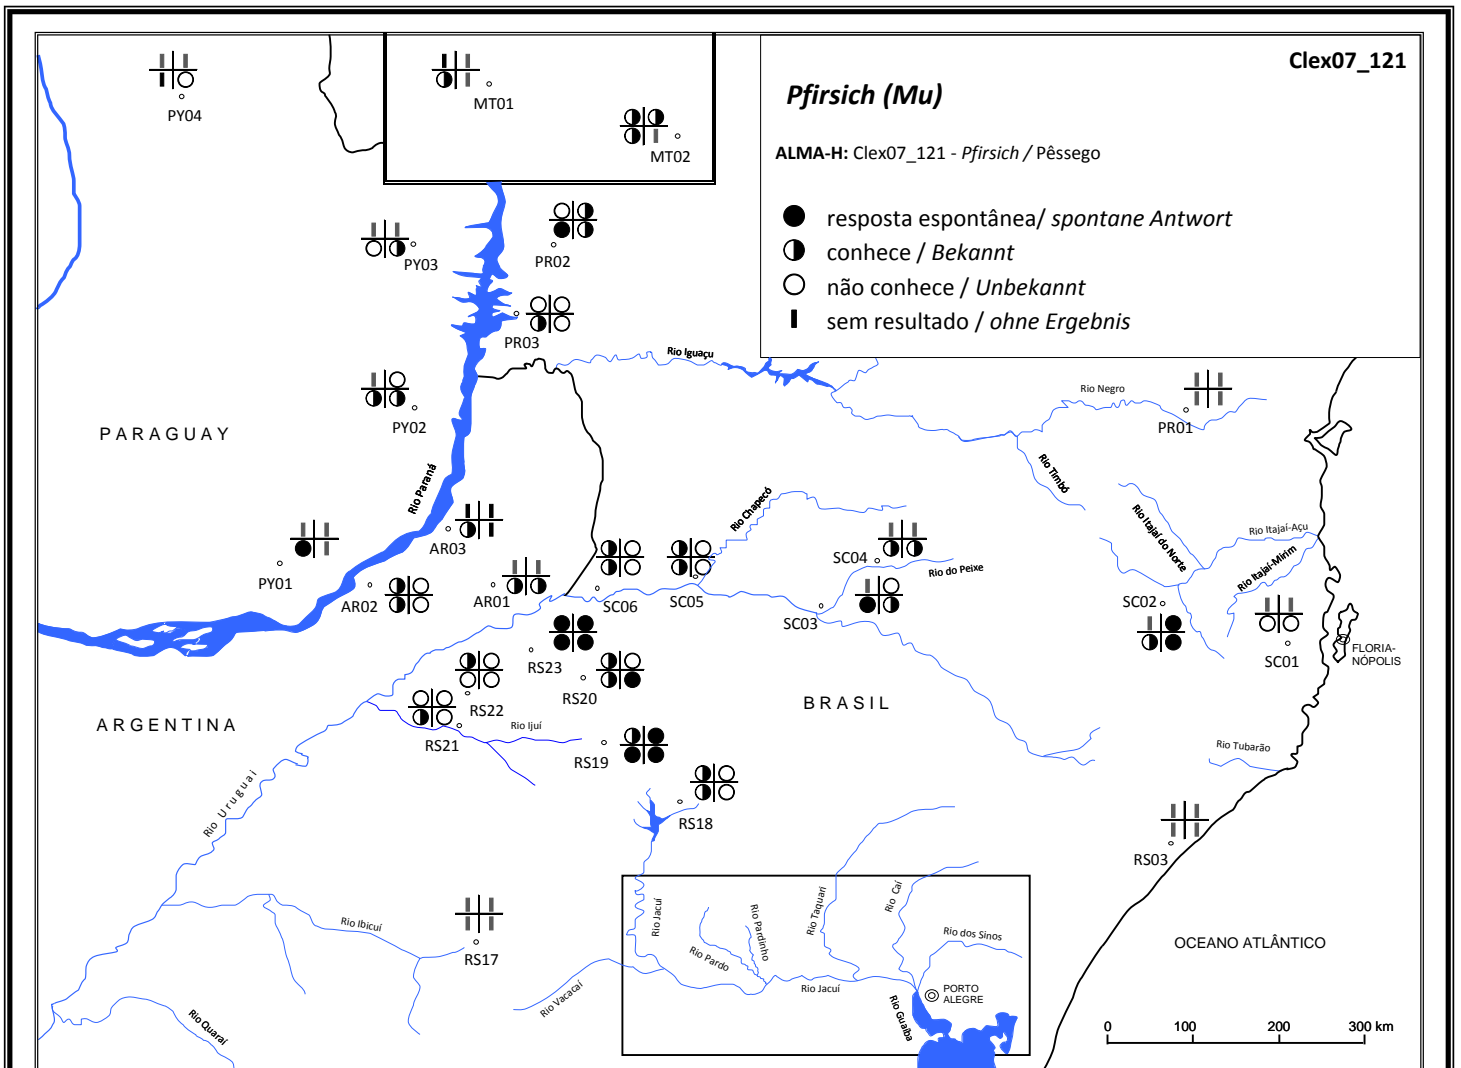 Clex07_121
Pfirsich (Mu)
ALMA-H: Clex07_121 - Pfirsich / Pêssego
resposta espontânea/ spontane Antwort
conhece / Bekannt
não conhece / Unbekannt
sem resultado / ohne Ergebnis
PY04
MT01
MT02
PY03
PR02
PR03
Rio Iguaçu
Rio Negro
PR01
PY02
PARAGUAY
Rio Paraná
Rio Timbó
Rio Chapecó
Rio Itajaí do Norte
Rio Itajaí-Açu
Rio Itajaí-Mirim
AR03
SC04
Rio do Peixe
PY01
AR02
AR01
SC06
SC05
SC03
SC02
SC01
FLORIA-
NÓPOLIS
RS23
RS20
RS22
BRASIL
ARGENTINA
RS21
Rio Ijuí
RS19
Rio Tubarão
Rio Uruguai
RS18
RS03
Rio Ibicuí
RS17
Rio Jacuí
Rio Pardo
Rio Pardinho
Rio Taquari
Rio Caí
Rio dos Sinos
OCEANO ATLÂNTICO
Rio Vacacaí
Rio Jacuí
PORTO
ALEGRE
Rio Guaíba
Rio Quaraí
0 100 200 300 km